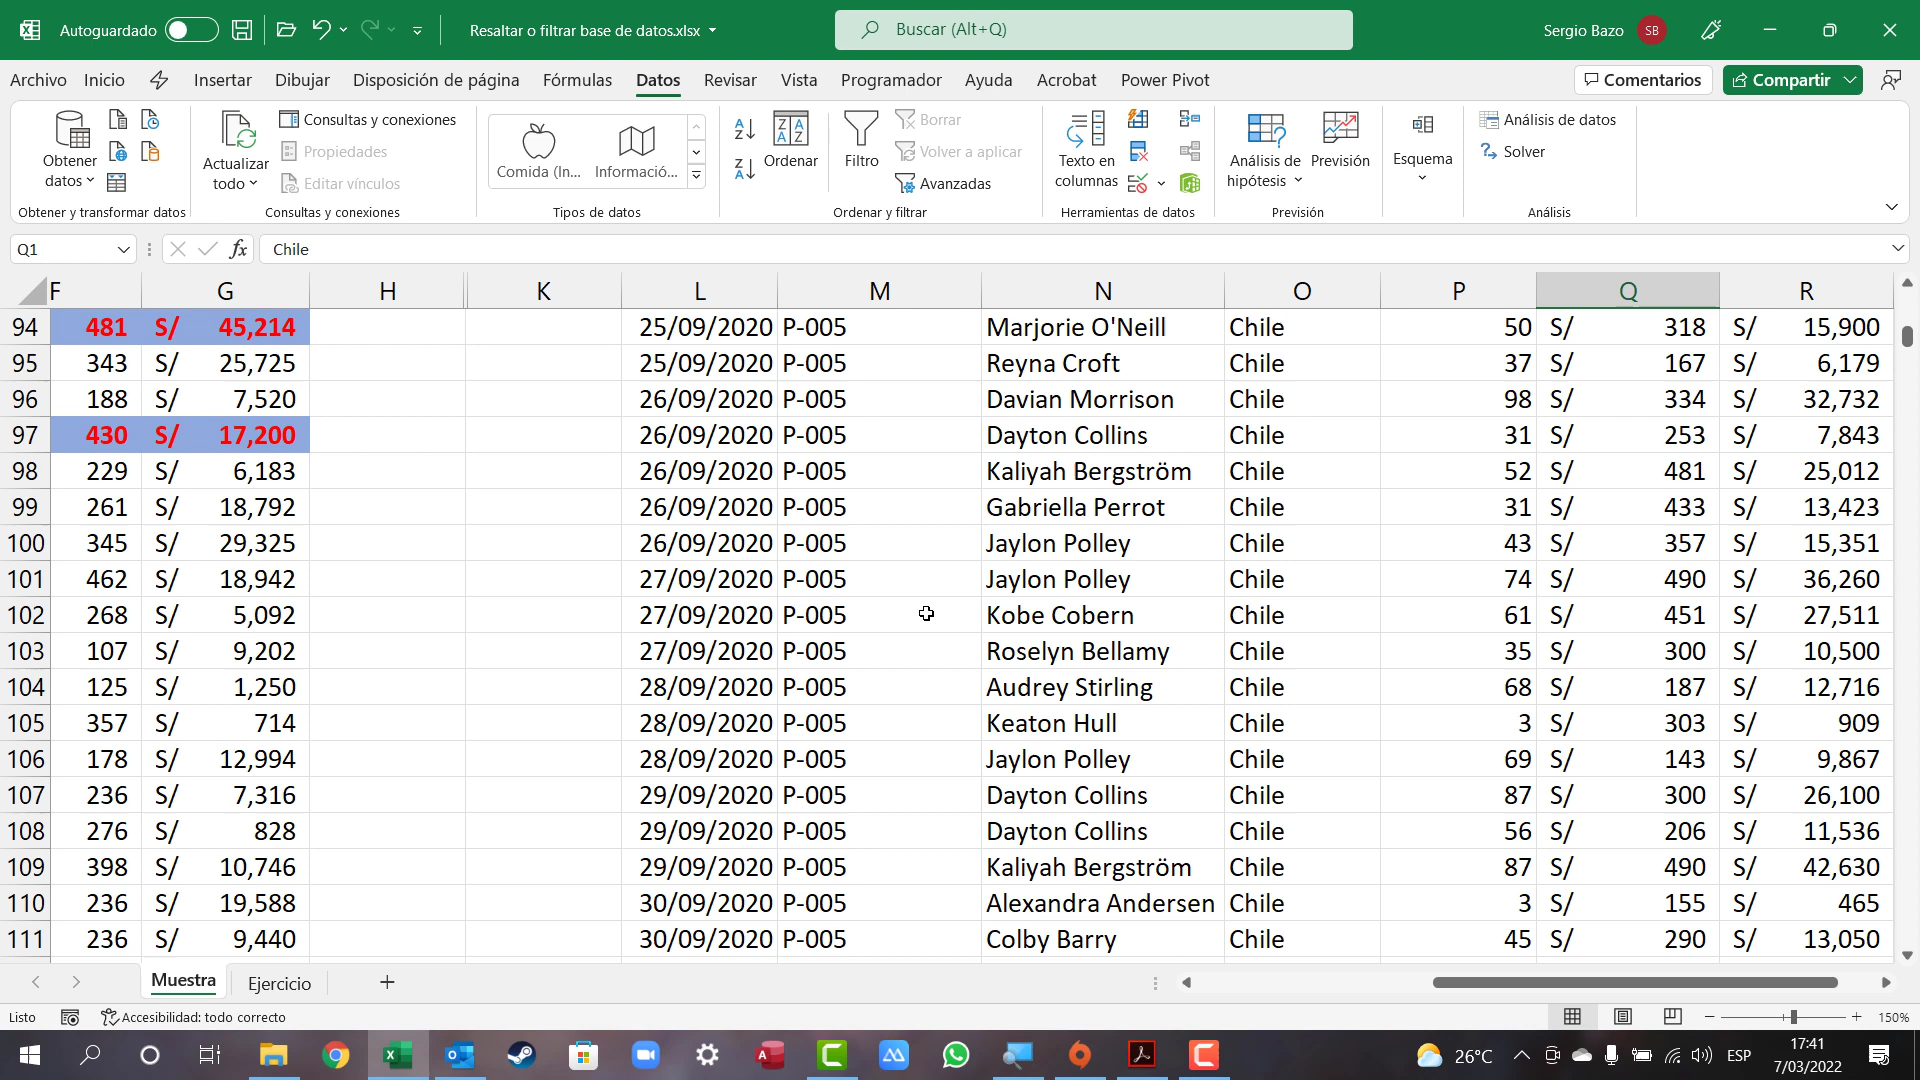 Autoguardado Resaltar o filtrar base de datos.xlsx Buscar (Alt+Q) Sergio Bazo SB
Archivo Inicio Insertar Dibujar Disposición de página Fórmulas Datos Revisar Vista Programador Ayuda Acrobat Power Pivot Comentarios Compartir
Obtener datos Actualizar todo Consultas y conexiones Propiedades Editar vínculos Comida (In... Informació... Ordenar Filtro Borrar Volver a aplicar Avanzadas Texto en columnas Análisis de hipótesis Previsión Esquema Análisis de datos Solver
Obtener y transformar datos Consultas y conexiones Tipos de datos Ordenar y filtrar Herramientas de datos Previsión Análisis
Q1 fx Chile
F G H K L M N O P Q R
94 481 S/ 45,214 25/09/2020 P-005 Marjorie O'Neill Chile 50 S/ 318 S/ 15,900
95 343 S/ 25,725 25/09/2020 P-005 Reyna Croft Chile 37 S/ 167 S/ 6,179
96 188 S/ 7,520 26/09/2020 P-005 Davian Morrison Chile 98 S/ 334 S/ 32,732
97 430 S/ 17,200 26/09/2020 P-005 Dayton Collins Chile 31 S/ 253 S/ 7,843
98 229 S/ 6,183 26/09/2020 P-005 Kaliyah Bergström Chile 52 S/ 481 S/ 25,012
99 261 S/ 18,792 26/09/2020 P-005 Gabriella Perrot Chile 31 S/ 433 S/ 13,423
100 345 S/ 29,325 26/09/2020 P-005 Jaylon Polley Chile 43 S/ 357 S/ 15,351
101 462 S/ 18,942 27/09/2020 P-005 Jaylon Polley Chile 74 S/ 490 S/ 36,260
102 268 S/ 5,092 27/09/2020 P-005 Kobe Cobern Chile 61 S/ 451 S/ 27,511
103 107 S/ 9,202 27/09/2020 P-005 Roselyn Bellamy Chile 35 S/ 300 S/ 10,500
104 125 S/ 1,250 28/09/2020 P-005 Audrey Stirling Chile 68 S/ 187 S/ 12,716
105 357 S/ 714 28/09/2020 P-005 Keaton Hull Chile 3 S/ 303 S/ 909
106 178 S/ 12,994 28/09/2020 P-005 Jaylon Polley Chile 69 S/ 143 S/ 9,867
107 236 S/ 7,316 29/09/2020 P-005 Dayton Collins Chile 87 S/ 300 S/ 26,100
108 276 S/ 828 29/09/2020 P-005 Dayton Collins Chile 56 S/ 206 S/ 11,536
109 398 S/ 10,746 29/09/2020 P-005 Kaliyah Bergström Chile 87 S/ 490 S/ 42,630
110 236 S/ 19,588 30/09/2020 P-005 Alexandra Andersen Chile 3 S/ 155 S/ 465
111 236 S/ 9,440 30/09/2020 P-005 Colby Barry Chile 45 S/ 290 S/ 13,050
Muestra Ejercicio
Listo Accesibilidad: todo correcto 150%
26°C ESP 17:41
7/03/2022